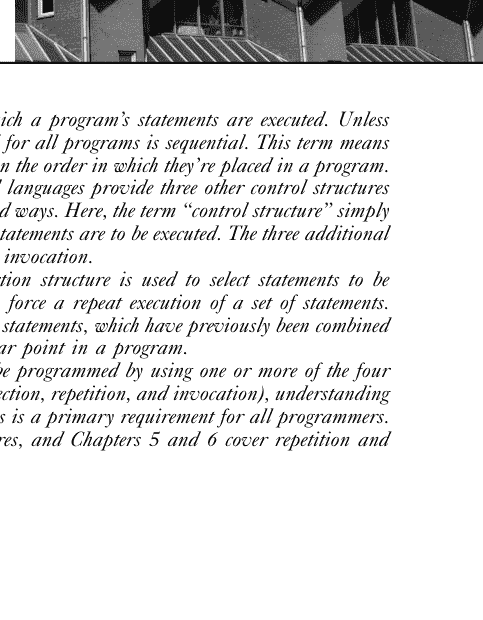 ich a program's statements are executed. Unless
for all programs is sequential. This term means
n the order in which they're placed in a program.
languages provide three other control structures
d ways. Here, the term “control structure” simply
tatements are to be executed. The three additional
invocation.
tion structure is used to select statements to be
force a repeat execution of a set of statements.
statements, which have previously been combined
ar point in a program.
be programmed by using one or more of the four
ection, repetition, and invocation), understanding
s is a primary requirement for all programmers.
res, and Chapters 5 and 6 cover repetition and